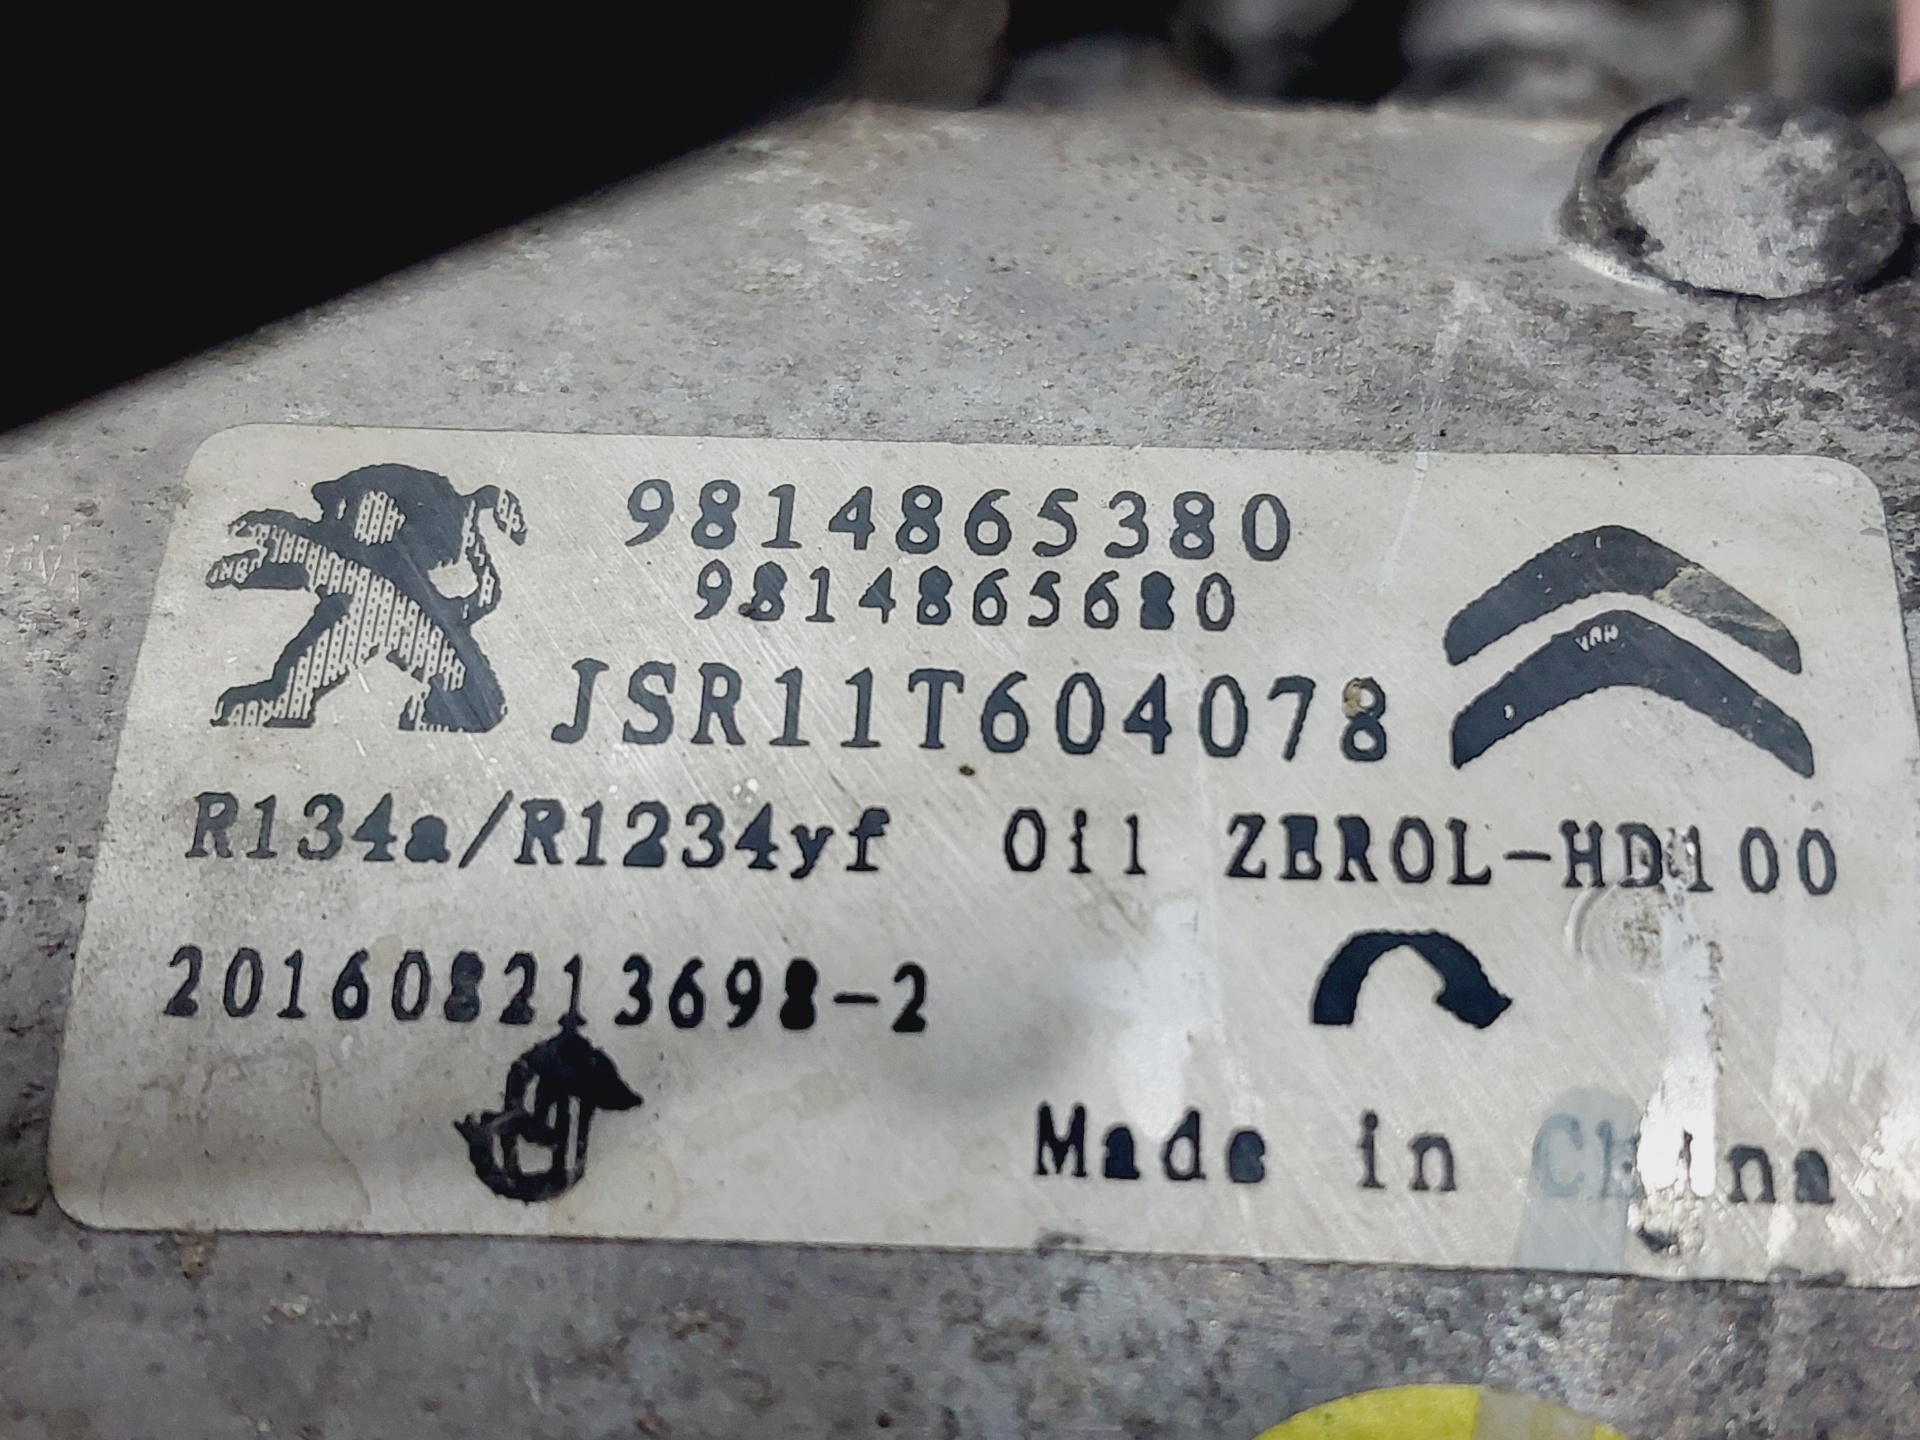 9814865380
9814865680
JSR11T604078
R134a/R1234yf Oil ZEROL-HD100
201608213698-2
Made in China